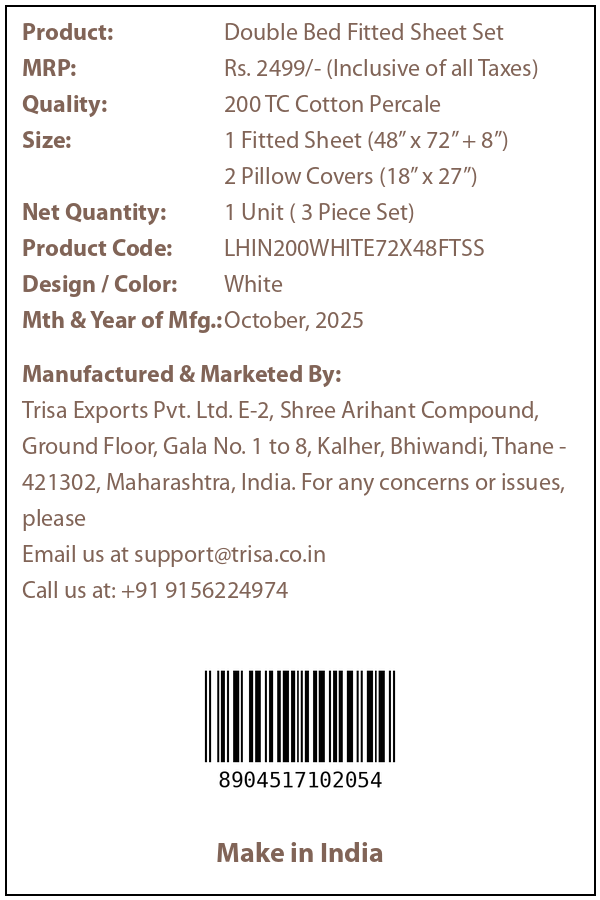 Product: Double Bed Fitted Sheet Set
MRP: Rs. 2499/- (Inclusive of all Taxes)
Quality: 200 TC Cotton Percale
Size: 1 Fitted Sheet (48” x 72” + 8”)
2 Pillow Covers (18” x 27”)
Net Quantity: 1 Unit ( 3 Piece Set)
Product Code: LHIN200WHITE72X48FTSS
Design / Color: White
Mth & Year of Mfg.: October, 2025
Manufactured & Marketed By:
Trisa Exports Pvt. Ltd. E-2, Shree Arihant Compound,
Ground Floor, Gala No. 1 to 8, Kalher, Bhiwandi, Thane -
421302, Maharashtra, India. For any concerns or issues,
please
Email us at support@trisa.co.in
Call us at: +91 9156224974
8904517102054
Make in India